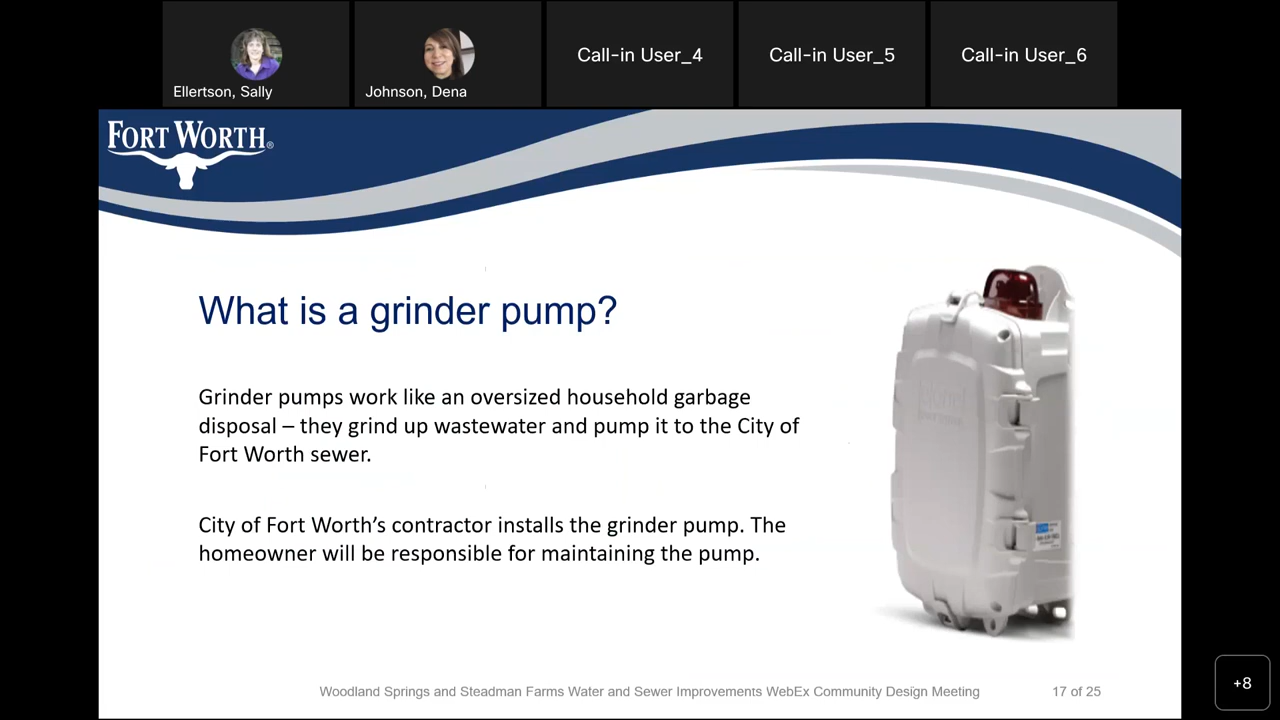 Ellertson, Sally
Johnson, Dena
Call-in User_4
Call-in User_5
Call-in User_6
FORT WORTH®
What is a grinder pump?
Grinder pumps work like an oversized household garbage
disposal – they grind up wastewater and pump it to the City of
Fort Worth sewer.
City of Fort Worth’s contractor installs the grinder pump. The
homeowner will be responsible for maintaining the pump.
Woodland Springs and Steadman Farms Water and Sewer Improvements WebEx Community Design Meeting
17 of 25
+8